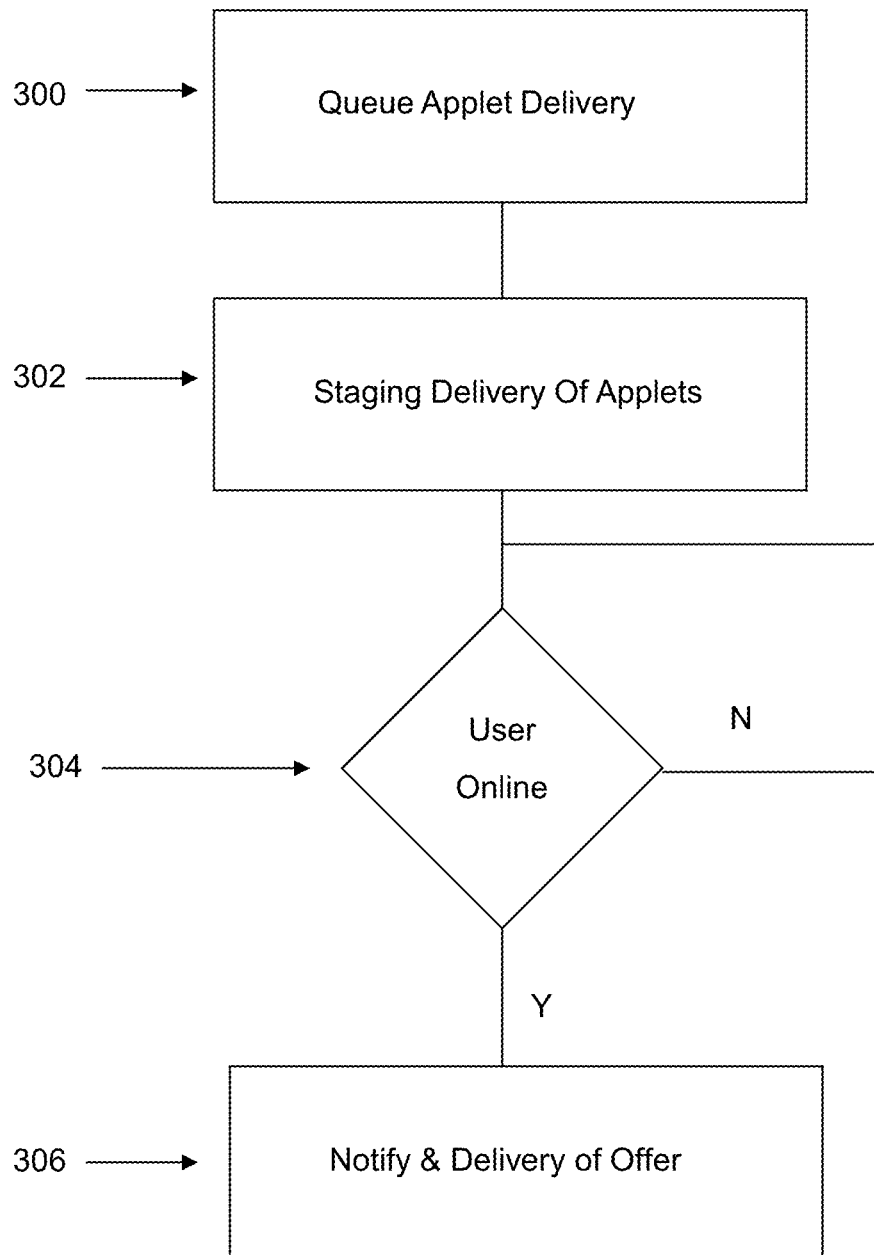 300
Queue Applet Delivery
302
Staging Delivery Of Applets
304
User
Online
N
Y
306
Notify & Delivery of Offer